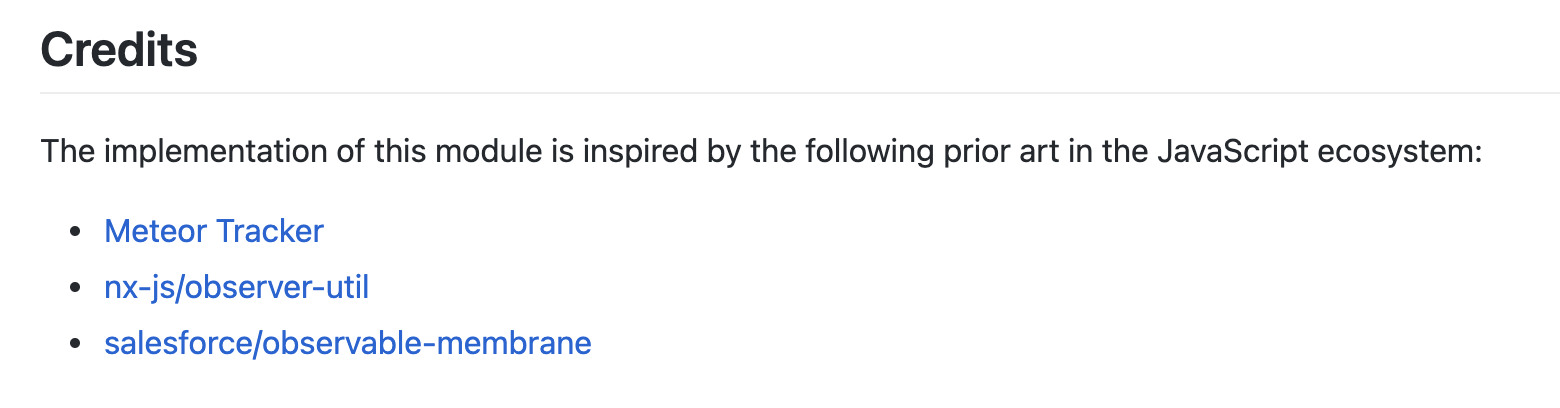 Credits
The implementation of this module is inspired by the following prior art in the JavaScript ecosystem:
• Meteor Tracker
• nx-js/observer-util
• salesforce/observable-membrane